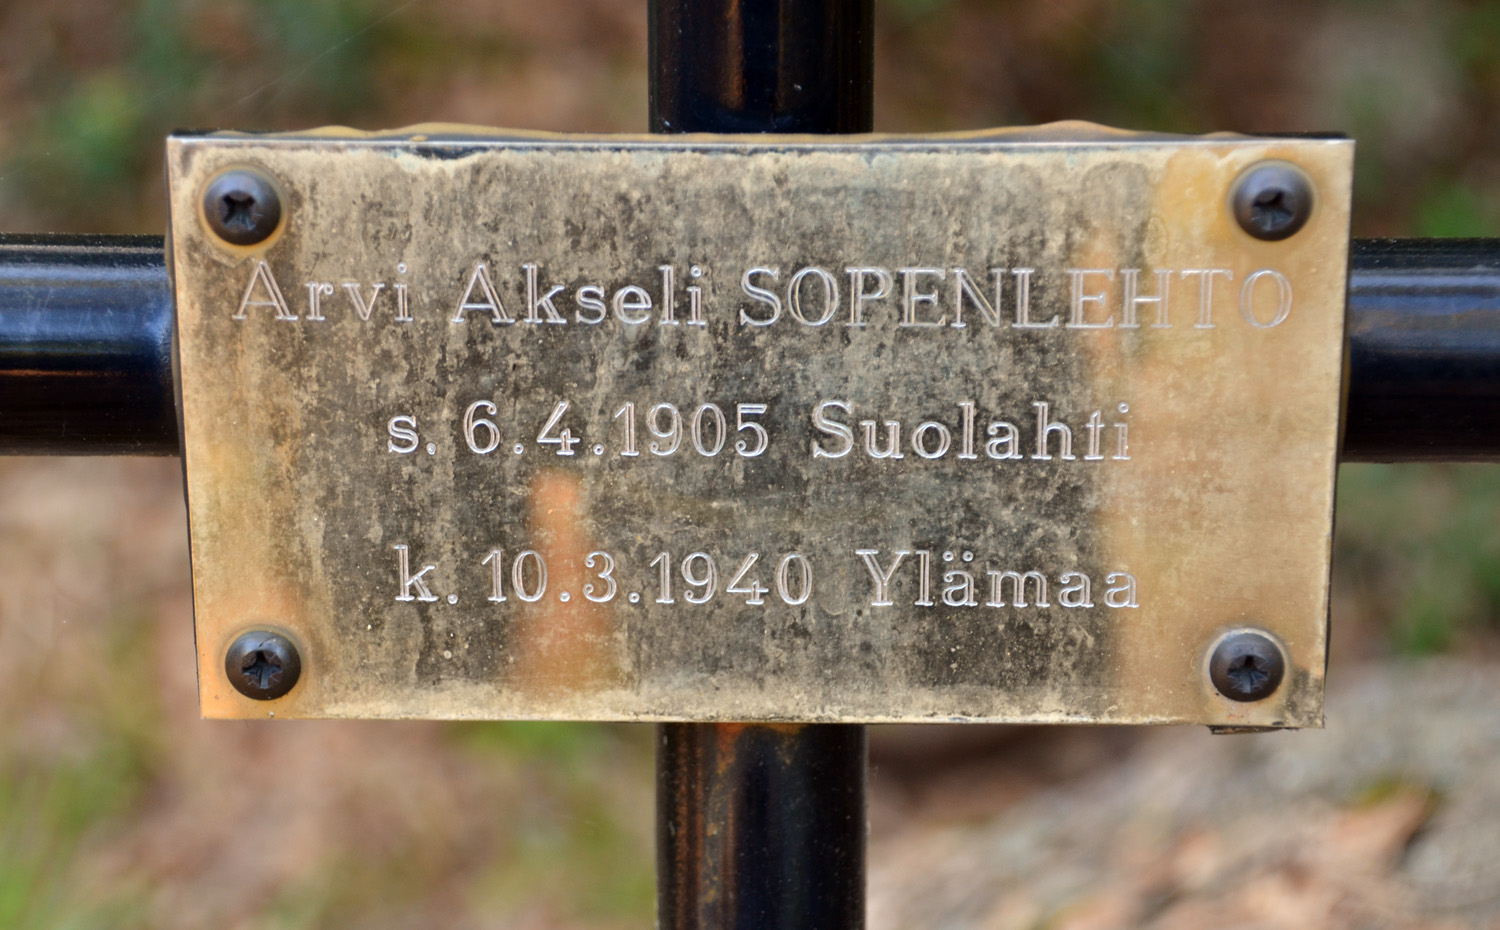 Arvi Akseli SOPENLEHTO
s. 6.4.1905 Suolahti
k. 10.3.1940 Ylämaa